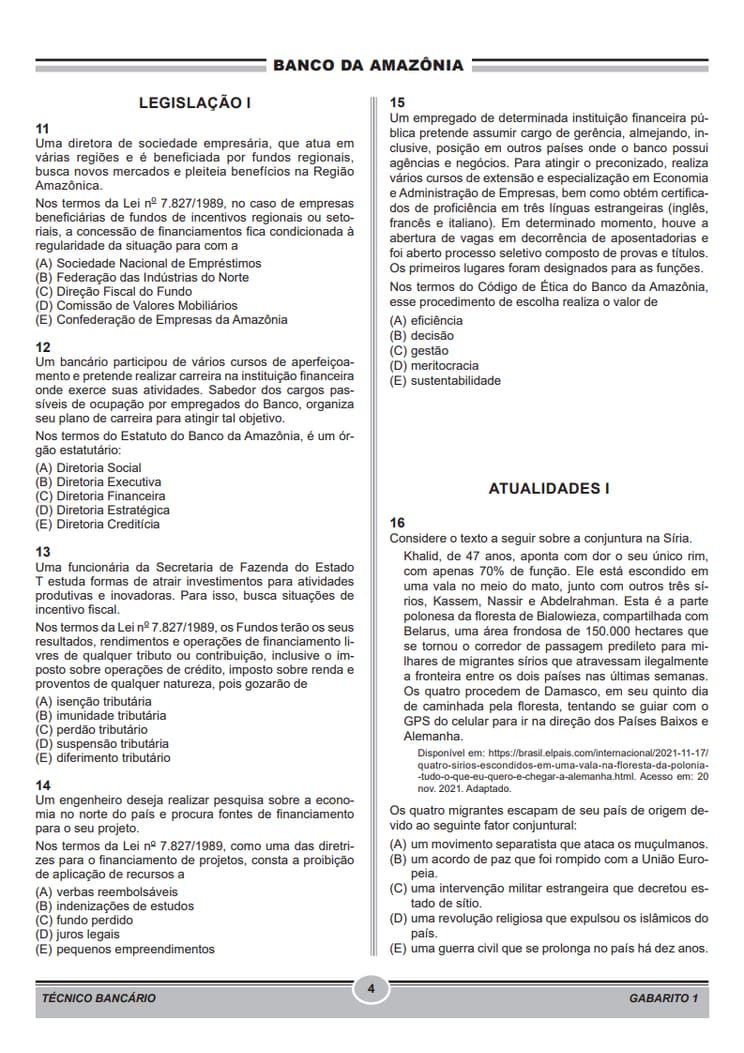 BANCO DA AMAZÔNIA
LEGISLAÇÃO I
11
Uma diretora de sociedade empresária, que atua em
várias regiões e é beneficiada por fundos regionais,
busca novos mercados e pleiteia benefícios na Região
Amazônica.
Nos termos da Lei nº 7.827/1989, no caso de empresas
beneficiárias de fundos de incentivos regionais ou seto-
riais, a concessão de financiamentos fica condicionada à
regularidade da situação para com a
(A) Sociedade Nacional de Empréstimos
(B) Federação das Indústrias do Norte
(C) Direção Fiscal do Fundo
(D) Comissão de Valores Mobiliários
(E) Confederação de Empresas da Amazônia
12
Um bancário participou de vários cursos de aperfeiçoa-
mento e pretende realizar carreira na instituição financeira
onde exerce suas atividades. Sabedor dos cargos pas-
síveis de ocupação por empregados do Banco, organiza
seu plano de carreira para atingir tal objetivo.
Nos termos do Estatuto do Banco da Amazônia, é um ór-
gão estatutário:
(A) Diretoria Social
(B) Diretoria Executiva
(C) Diretoria Financeira
(D) Diretoria Estratégica
(E) Diretoria Creditícia
13
Uma funcionária da Secretaria de Fazenda do Estado
T estuda formas de atrair investimentos para atividades
produtivas e inovadoras. Para isso, busca situações de
incentivo fiscal.
Nos termos da Lei nº 7.827/1989, os Fundos terão os seus
resultados, rendimentos e operações de financiamento li-
vres de qualquer tributo ou contribuição, inclusive o im-
posto sobre operações de crédito, imposto sobre renda e
proventos de qualquer natureza, pois gozarão de
(A) isenção tributária
(B) imunidade tributária
(C) perdão tributário
(D) suspensão tributária
(E) diferimento tributário
14
Um engenheiro deseja realizar pesquisa sobre a econo-
mia no norte do país e procura fontes de financiamento
para o seu projeto.
Nos termos da Lei nº 7.827/1989, como uma das diretri-
zes para o financiamento de projetos, consta a proibição
de aplicação de recursos a
(A) verbas reembolsáveis
(B) indenizações de estudos
(C) fundo perdido
(D) juros legais
(E) pequenos empreendimentos
15
Um empregado de determinada instituição financeira pú-
blica pretende assumir cargo de gerência, almejando, in-
clusive, posição em outros países onde o banco possui
agências e negócios. Para atingir o preconizado, realiza
vários cursos de extensão e especialização em Economia
e Administração de Empresas, bem como obtém certifica-
dos de proficiência em três línguas estrangeiras (inglês,
francês e italiano). Em determinado momento, houve a
abertura de vagas em decorrência de aposentadorias e
foi aberto processo seletivo composto de provas e títulos.
Os primeiros lugares foram designados para as funções.
Nos termos do Código de Ética do Banco da Amazônia,
esse procedimento de escolha realiza o valor de
(A) eficiência
(B) decisão
(C) gestão
(D) meritocracia
(E) sustentabilidade
ATUALIDADES I
16
Considere o texto a seguir sobre a conjuntura na Síria.
Khalid, de 47 anos, aponta com dor o seu único rim,
com apenas 70% de função. Ele está escondido em
uma vala no meio do mato, junto com outros três sí-
rios, Kassem, Nassir e Abdelrahman. Esta é a parte
polonesa da floresta de Bialowieza, compartilhada com
Belarus, uma área frondosa de 150.000 hectares que
se tornou o corredor de passagem predileto para mi-
lhares de migrantes sírios que atravessam ilegalmente
a fronteira entre os dois países nas últimas semanas.
Os quatro procedem de Damasco, em seu quinto dia
de caminhada pela floresta, tentando se guiar com o
GPS do celular para ir na direção dos Países Baixos e
Alemanha.
Disponível em: https://brasil.elpais.com/internacional/2021-11-17/
quatro-sirios-escondidos-em-uma-vala-na-floresta-da-polonia-
-tudo-o-que-eu-quero-e-chegar-a-alemanha.html. Acesso em: 20
nov. 2021. Adaptado.
Os quatro migrantes escapam de seu país de origem de-
vido ao seguinte fator conjuntural:
(A) um movimento separatista que ataca os muçulmanos.
(B) um acordo de paz que foi rompido com a União Euro-
peia.
(C) uma intervenção militar estrangeira que decretou es-
tado de sítio.
(D) uma revolução religiosa que expulsou os islâmicos do
país.
(E) uma guerra civil que se prolonga no país há dez anos.
TÉCNICO BANCÁRIO
4
GABARITO 1